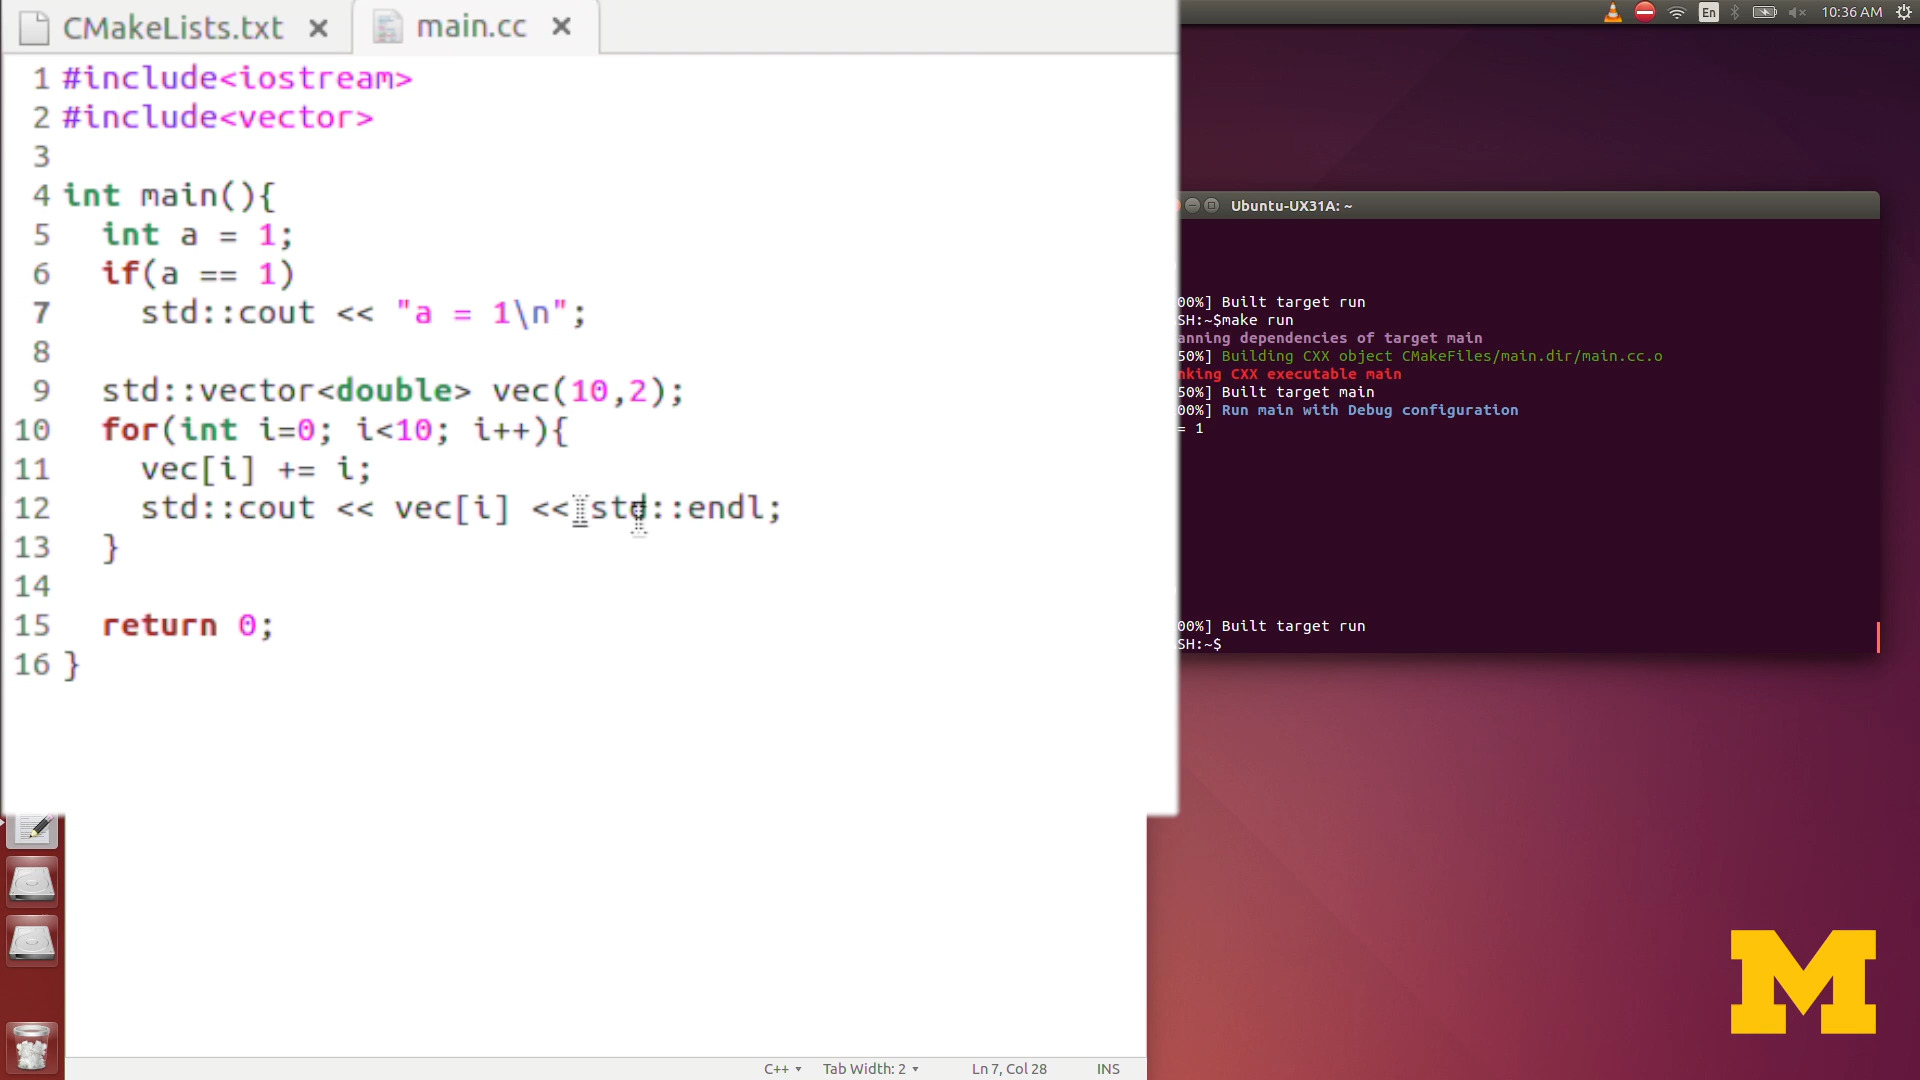 CMakeLists.txt
main.cc
En
10:36 AM
1 #include<iostream>
2 #include<vector>
3
4 int main(){
5 int a = 1;
6 if(a == 1)
7 std::cout << "a = 1\n";
8
9 std::vector<double> vec(10,2);
10 for(int i=0; i<10; i++){
11 vec[i] += i;
12 std::cout << vec[i] << std::endl;
13 }
14
15 return 0;
16 }
Ubuntu-UX31A: ~
00%] Built target run
SH:~$make run
anning dependencies of target main
50%] Building CXX object CMakeFiles/main.dir/main.cc.o
nking CXX executable main
50%] Built target main
00%] Run main with Debug configuration
= 1
00%] Built target run
SH:~$
M
C++ Tab Width: 2 Ln 7, Col 28 INS